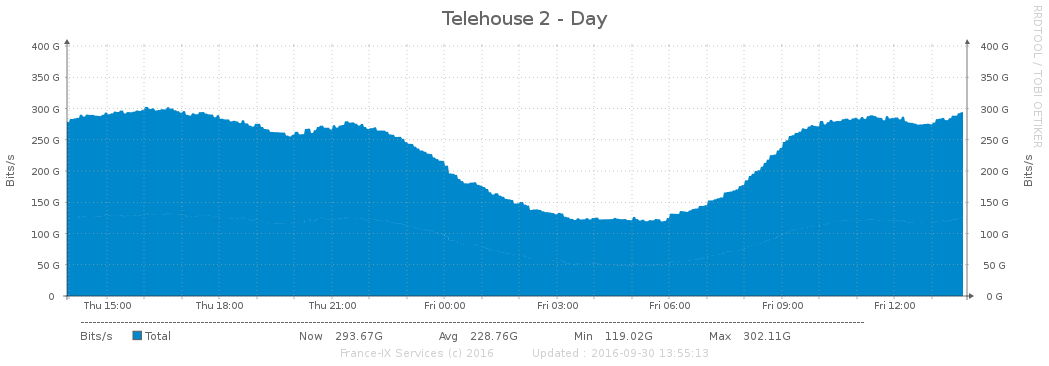 Telehouse 2 - Day
RRDTOOL / TOBI OETIKER
Bits/s
400 G
350 G
300 G
250 G
200 G
150 G
100 G
50 G
0
400 G
350 G
300 G
250 G
200 G
150 G
100 G
50 G
0 G
Bits/s
Thu 15:00 Thu 18:00 Thu 21:00 Fri 00:00 Fri 03:00 Fri 06:00 Fri 09:00 Fri 12:00
Bits/s Total Now 293.67G Avg 228.76G Min 119.02G Max 302.11G
France-IX Services (c) 2016 Updated : 2016-09-30 13:55:13